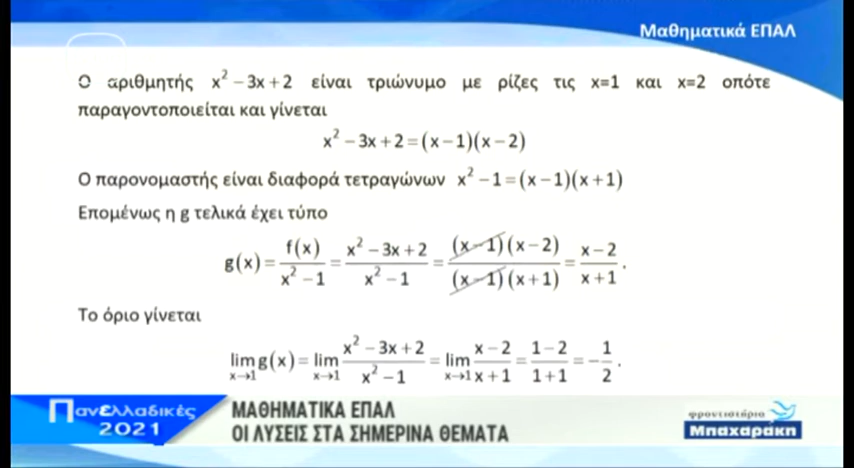 Μαθηματικά ΕΠΑΛ
Ο αριθμητής x² – 3x + 2 είναι τριώνυμο με ρίζες τις x=1 και x=2 οπότε
παραγοντοποιείται και γίνεται
x² – 3x + 2 = (x – 1)(x – 2)
Ο παρονομαστής είναι διαφορά τετραγώνων x² – 1 = (x – 1)(x + 1)
Επομένως η g τελικά έχει τύπο
g(x) = f(x)/(x² – 1) = (x² – 3x + 2)/(x² – 1) = (x – 1)(x – 2)/(x – 1)(x + 1) = (x – 2)/(x + 1).
Το όριο γίνεται
lim x→1 g(x) = lim x→1 (x² – 3x + 2)/(x² – 1) = lim x→1 (x – 2)/(x + 1) = (1 – 2)/(1 + 1) = – 1/2.
Πανελλαδικές
2021
ΜΑΘΗΜΑΤΙΚΑ ΕΠΑΛ
ΟΙ ΛΥΣΕΙΣ ΣΤΑ ΣΗΜΕΡΙΝΑ ΘΕΜΑΤΑ
φροντιστήριο
Μπαχαράκη